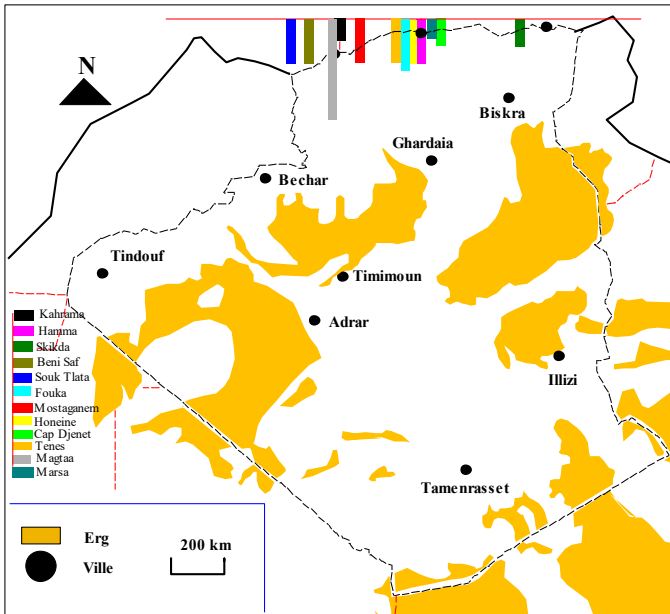 N
Biskra
Ghardaia
Bechar
Tindouf
Timimoun
Adrar
Illizi
Tamenrasset
Kahrama
Hamma
Skikda
Beni Saf
Souk Tlata
Fouka
Mostaganem
Honeine
Cap Djenet
Tenes
Magtaa
Marsa
Erg
Ville
200 km